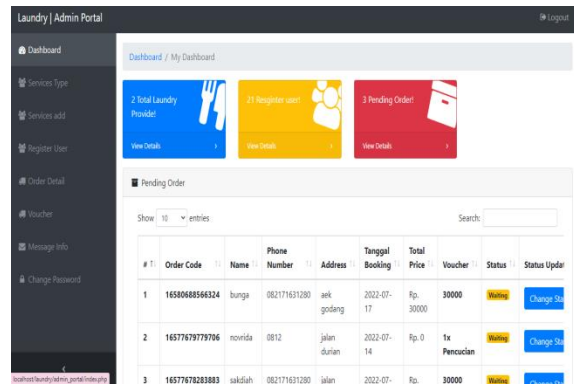 Laundry | Admin Portal
Logout
Dashboard
Services Type
Services add
Register User
Order Detail
Voucher
Message Info
Change Password
localhost/laundry/admin_portal/index.php
Dashboard / My Dashboard
2 Total Laundry
Provide!
View Details
21 Resginter user!
View Details
3 Pending Order!
View Details
Pending Order
Show 10 entries
Search:
# Order Code Name Phone Number Address Tanggal Booking Total Price Voucher Status Status Updat
1 16580688566324 bunga 082171631280 aek godang 2022-07-17 Rp. 30000 30000 Waiting Change Sta
2 16577679779706 novrida 0812 jalan durian 2022-07-14 Rp. 0 1x Pencucian Waiting Change Sta
3 16577678283883 sakdiah 082171631280 jalan 2022-07- Rp. 30000 Waiting Change Sta